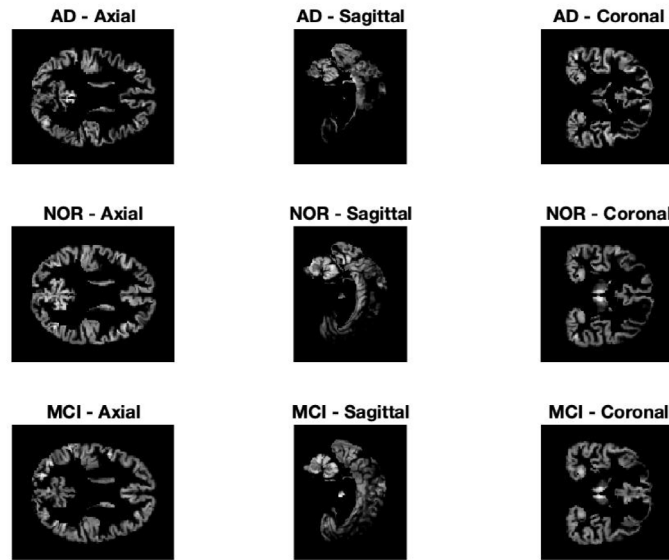 AD - Axial
AD - Sagittal
AD - Coronal
NOR - Axial
NOR - Sagittal
NOR - Coronal
MCI - Axial
MCI - Sagittal
MCI - Coronal